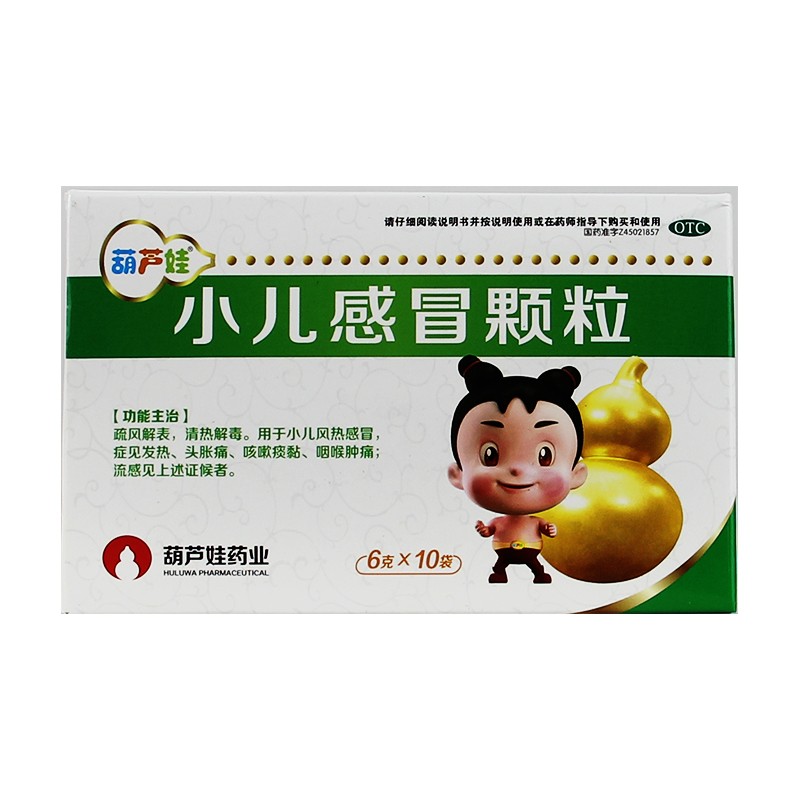 请仔细阅读说明书并按说明使用或在药师指导下购买和使用
国药准字Z45021857
OTC
葫芦娃®
小儿感冒颗粒
【功能主治】
疏风解表，清热解毒。用于小儿风热感冒，
症见发热、头胀痛、咳嗽痰黏、咽喉肿痛；
流感见上述证候者。
葫芦娃药业
HULUWA PHARMACEUTICAL
6克×10袋